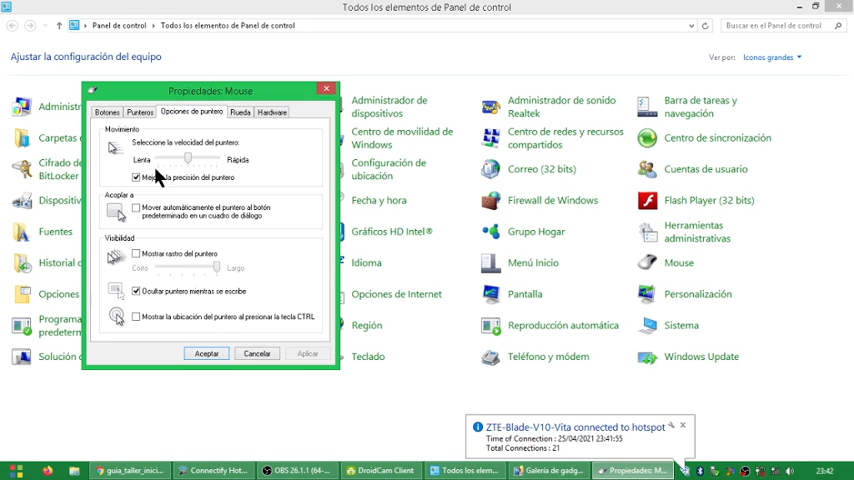 Todos los elementos de Panel de control
Panel de control
Todos los elementos de Panel de control
Buscar en el Panel de control
Ajustar la configuración del equipo
Ver por: Iconos grandes
Propiedades: Mouse
Botones Punteros Opciones de puntero Rueda Hardware
Movimiento
Seleccione la velocidad del puntero:
Lenta Rápida
la precisión del puntero
Acoplar a
Mover automáticamente el puntero al botón
predeterminado en un cuadro de diálogo
Visibilidad
Mostrar rastro del puntero
Corto Largo
Ocultar puntero mientras se escribe
Mostrar la ubicación del puntero al presionar la tecla CTRL
Aceptar Cancelar Aplicar
Administr
Carpetas
Cifrado de
BitLocker
Dispositiv
Fuentes
Historial
Opciones
Programa
predetern
Solución
Administrador de
dispositivos
Centro de movilidad de
Windows
Configuración de
ubicación
Fecha y hora
Gráficos HD Intel®
Idioma
Opciones de Internet
Región
Teclado
Administrador de sonido
Realtek
Centro de redes y recursos
compartidos
Correo (32 bits)
Firewall de Windows
Grupo Hogar
Menú Inicio
Pantalla
Reproducción automática
Teléfono y módem
Barra de tareas y
navegación
Centro de sincronización
Cuentas de usuario
Flash Player (32 bits)
Herramientas
administrativas
Mouse
Personalización
Sistema
Windows Update
ZTE-Blade-V10-Vita connected to hotspot
Time of Connection : 25/04/2021 23:41:55
Total Connections : 21
guia_taller_inici...
Connectify Hot...
OBS 26.1.1 (64-...
DroidCam Client
Todos los elem...
Galería de gadg...
Propiedades: M...
23:42